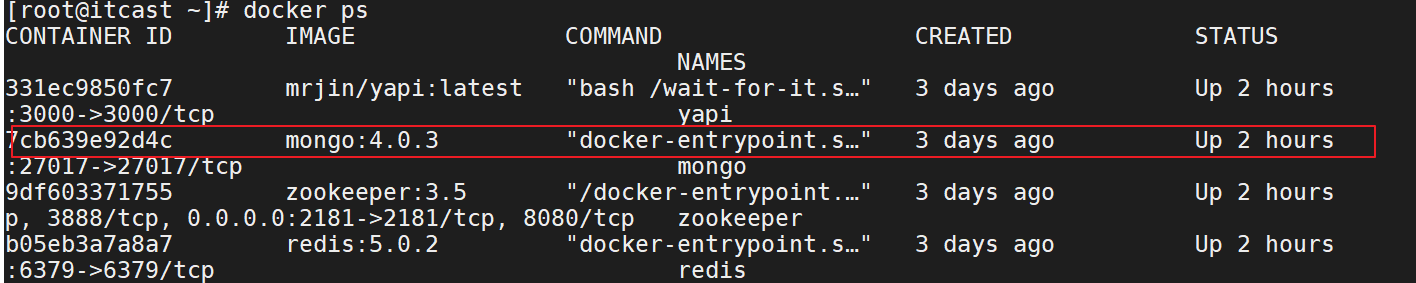 [root@itcast ~]# docker ps
CONTAINER ID        IMAGE               COMMAND                  CREATED             STATUS
                                                NAMES
331ec9850fc7        mrjin/yapi:latest   "bash /wait-for-it.s…"   3 days ago          Up 2 hours
:3000->3000/tcp                                 yapi
7cb639e92d4c        mongo:4.0.3         "docker-entrypoint.s…"   3 days ago          Up 2 hours
:27017->27017/tcp                               mongo
9df603371755        zookeeper:3.5       "/docker-entrypoint.…"   3 days ago          Up 2 hours
p, 3888/tcp, 0.0.0.0:2181->2181/tcp, 8080/tcp   zookeeper
b05eb3a7a8a7        redis:5.0.2         "docker-entrypoint.s…"   3 days ago          Up 2 hours
:6379->6379/tcp                                 redis